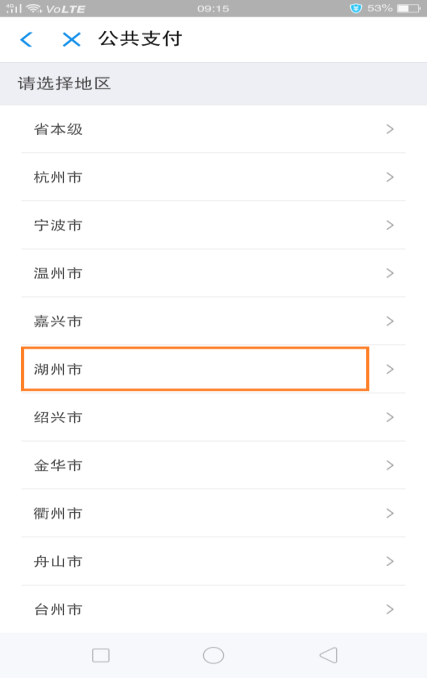 VoLTE 09:15 53%
公共支付
请选择地区
省本级
杭州市
宁波市
温州市
嘉兴市
湖州市
绍兴市
金华市
衢州市
舟山市
台州市